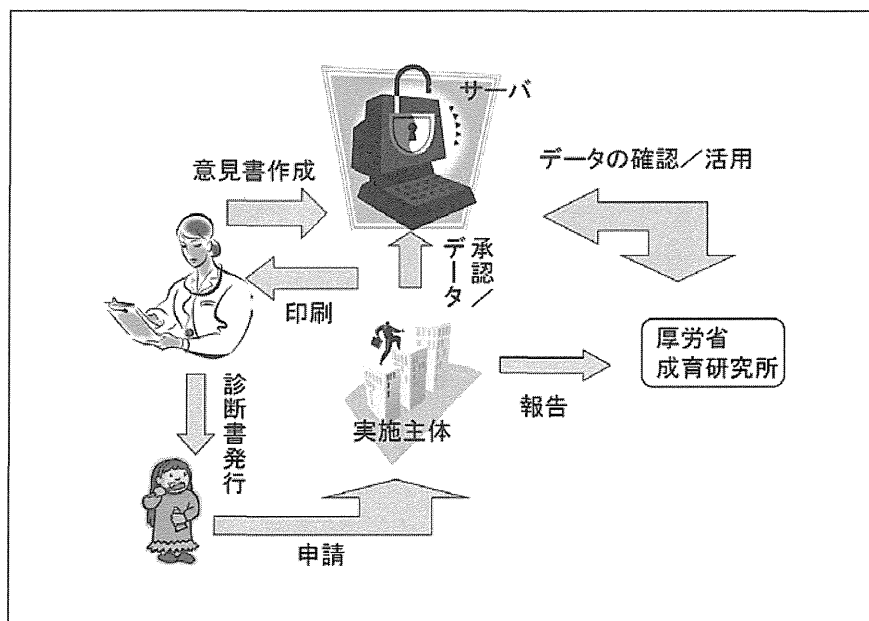 サーバ
意見書作成
データの確認／活用
承認／
データ
印刷
厚労省
成育研究所
報告
実施主体
診断書発行
申請